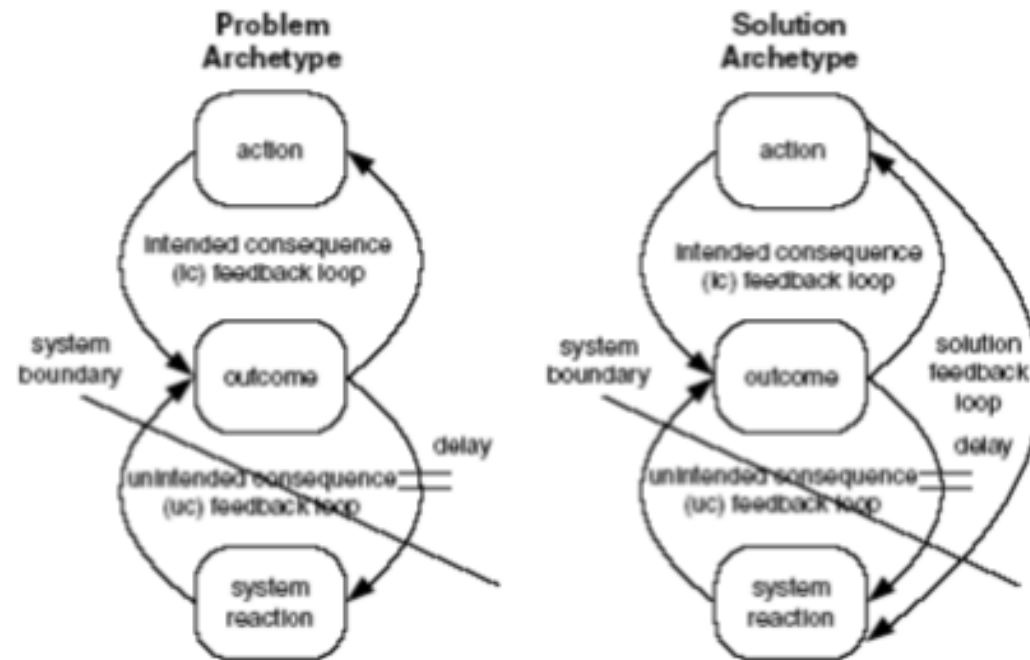 Problem
Archetype
action
intended consequence
(ic) feedback loop
system
boundary
outcome
delay
unintended consequence
(uc) feedback loop
system
reaction
Solution
Archetype
action
intended consequence
(ic) feedback loop
system
boundary
outcome
solution
feedback
loop
delay
unintended consequence
(uc) feedback loop
system
reaction